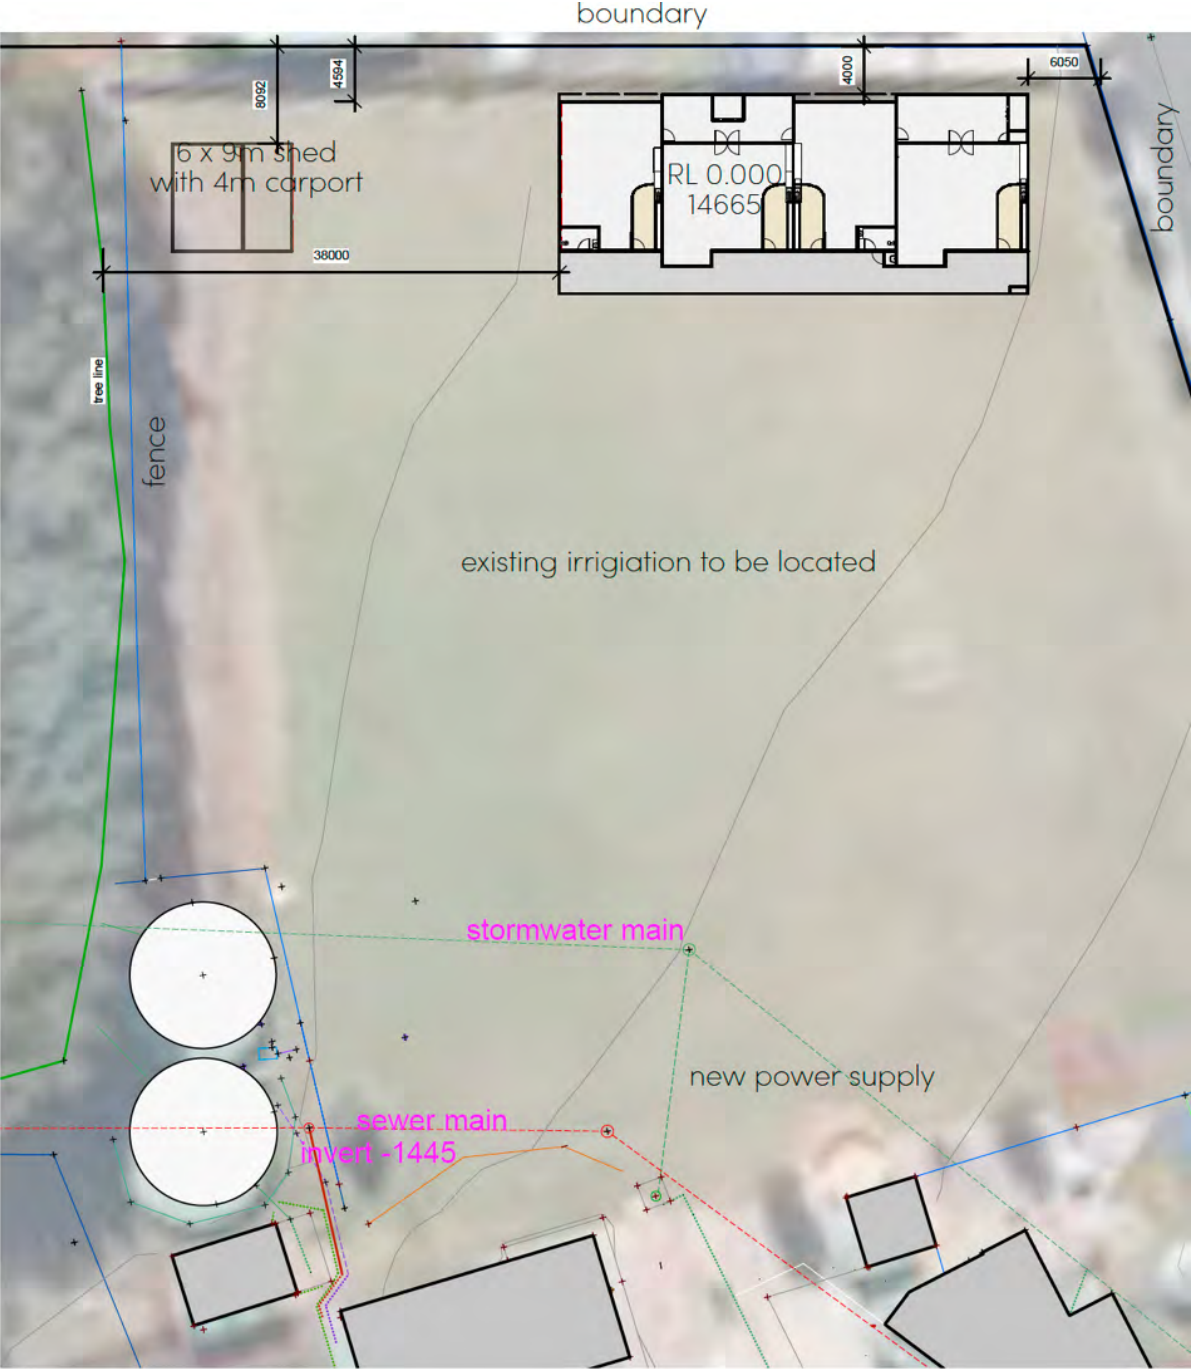 boundary
8092
4594
4000
6050
boundary
6 x 9m shed
with 4m carport
RL 0.000
14665
38000
tree line
fence
existing irrigiation to be located
stormwater main
new power supply
sewer main
invert -1445